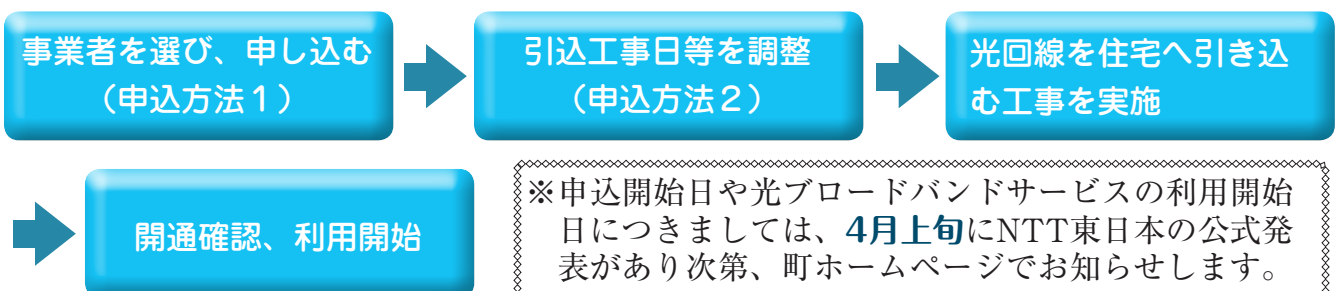 事業者を選び、申し込む
（申込方法１）
引込工事日等を調整
（申込方法２）
光回線を住宅へ引き込
む工事を実施
開通確認、利用開始
※申込開始日や光ブロードバンドサービスの利用開始
日につきましては、4月上旬にNTT東日本の公式発
表があり次第、町ホームページでお知らせします。